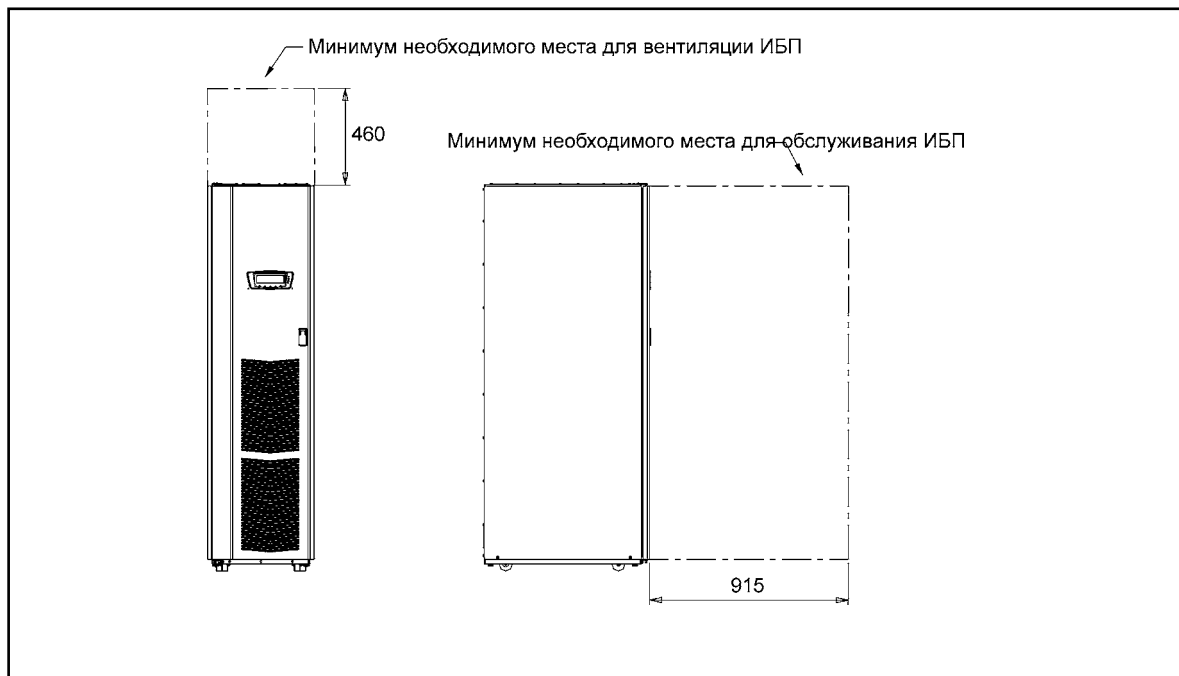 Минимум необходимого места для вентиляции ИБП
460
Минимум необходимого места для обслуживания ИБП
915